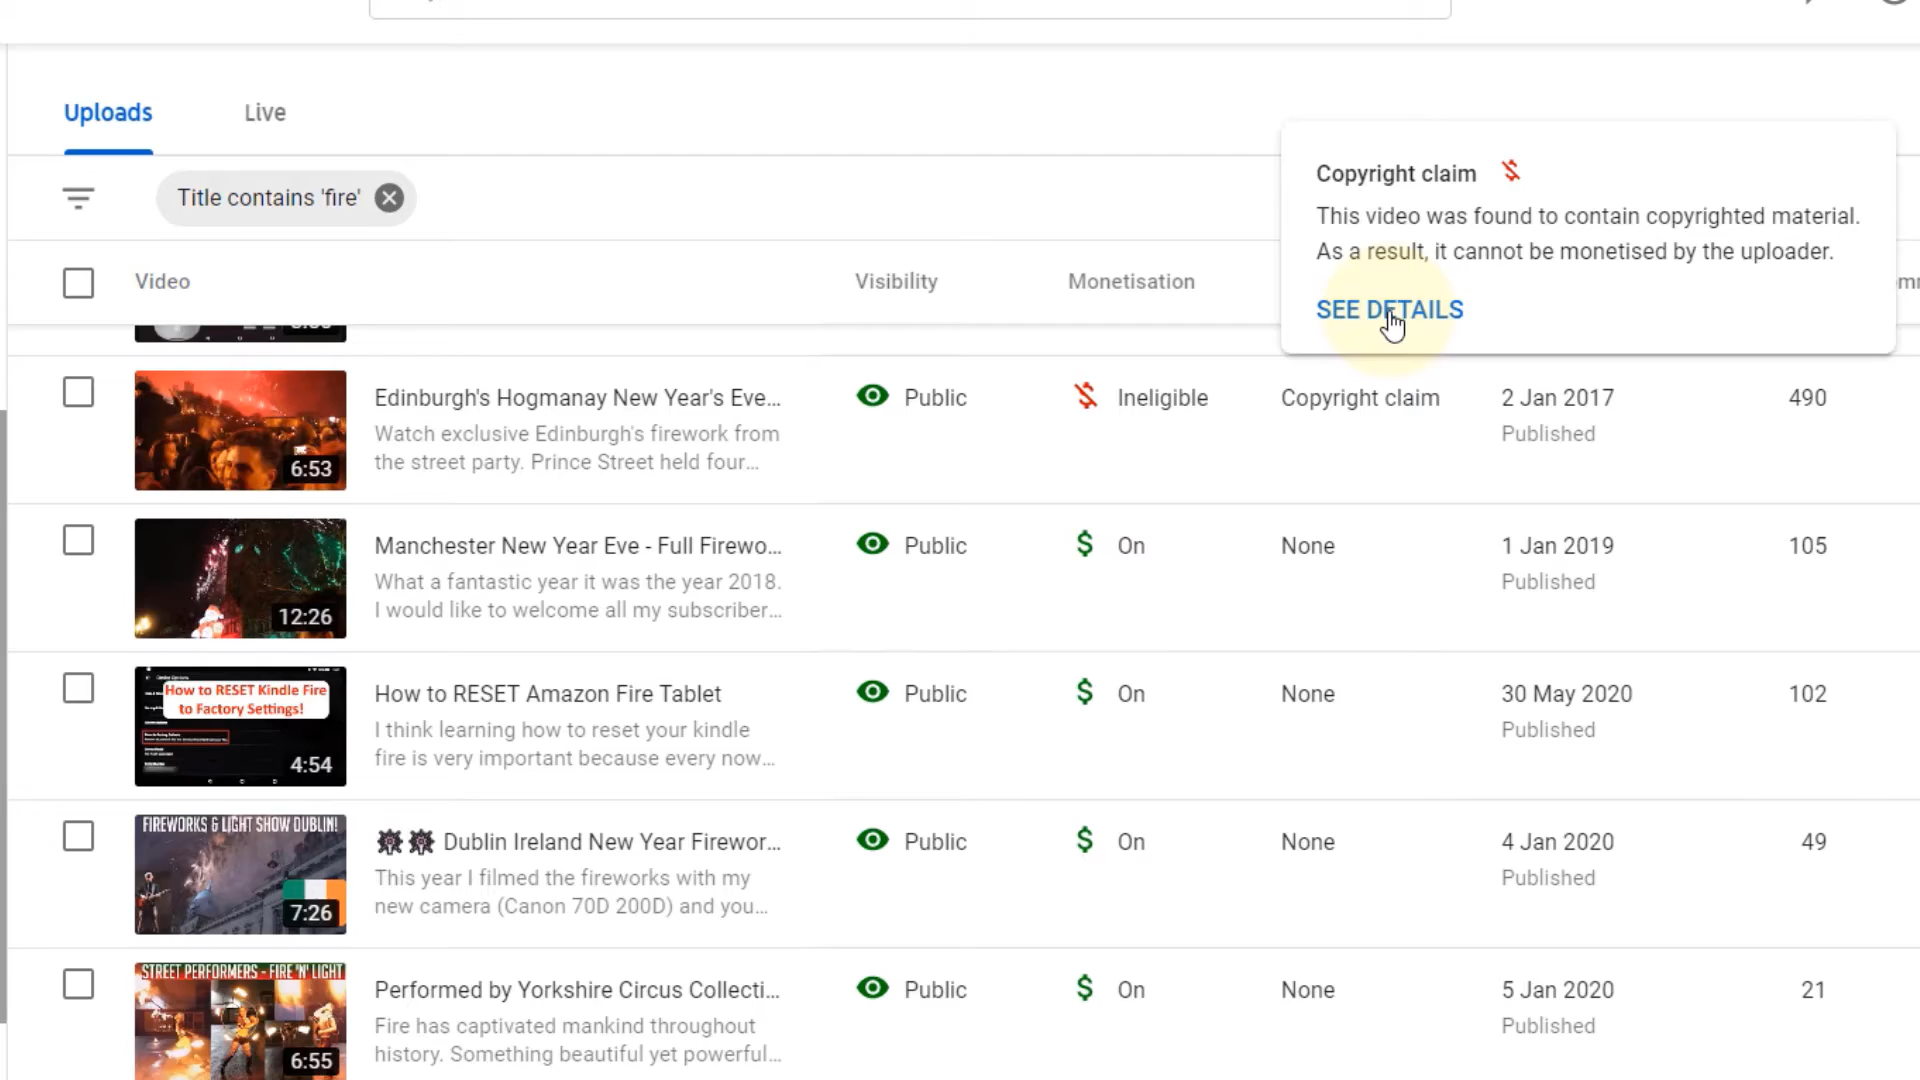 Uploads
Live
Title contains 'fire'
Copyright claim
This video was found to contain copyrighted material.
As a result, it cannot be monetised by the uploader.
SEE DETAILS
Video
Visibility
Monetisation
Edinburgh's Hogmanay New Year's Eve...
Watch exclusive Edinburgh's firework from
the street party. Prince Street held four...
6:53
Public
Ineligible
Copyright claim
2 Jan 2017
Published
490
Manchester New Year Eve - Full Firewo...
What a fantastic year it was the year 2018.
I would like to welcome all my subscriber...
12:26
Public
On
None
1 Jan 2019
Published
105
How to RESET Kindle Fire
to Factory Settings!
4:54
How to RESET Amazon Fire Tablet
I think learning how to reset your kindle
fire is very important because every now...
Public
On
None
30 May 2020
Published
102
FIREWORKS & LIGHT SHOW DUBLIN!
7:26
Dublin Ireland New Year Firewor...
This year I filmed the fireworks with my
new camera (Canon 70D 200D) and you...
Public
On
None
4 Jan 2020
Published
49
STREET PERFORMERS - FIRE 'N' LIGHT
6:55
Performed by Yorkshire Circus Collecti...
Fire has captivated mankind throughout
history. Something beautiful yet powerful...
Public
On
None
5 Jan 2020
Published
21